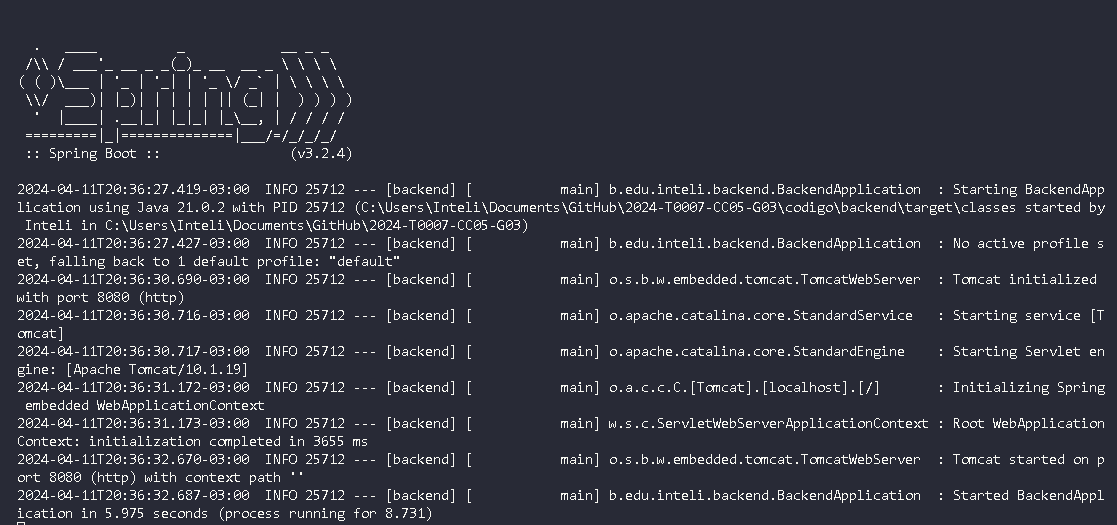 .   ____          _            __ _ _
 /\\ / ___'_ __ _ _(_)_ __  __ _ \ \ \ \
( ( )\___ | '_ | '_| | '_ \/ _` | \ \ \ \
 \\/  ___)| |_)| | | | | || (_| |  ) ) ) )
  '  |____| .__|_| |_|_| |_\__, | / / / /
 =========|_|==============|___/=/_/_/_/
 :: Spring Boot ::                (v3.2.4)
2024-04-11T20:36:27.419-03:00  INFO 25712 --- [backend] [           main] b.edu.inteli.backend.BackendApplication  : Starting BackendApp
lication using Java 21.0.2 with PID 25712 (C:\Users\Inteli\Documents\GitHub\2024-T0007-CC05-G03\codigo\backend\target\classes started by
 Inteli in C:\Users\Inteli\Documents\GitHub\2024-T0007-CC05-G03)
2024-04-11T20:36:27.427-03:00  INFO 25712 --- [backend] [           main] b.edu.inteli.backend.BackendApplication  : No active profile s
et, falling back to 1 default profile: "default"
2024-04-11T20:36:30.690-03:00  INFO 25712 --- [backend] [           main] o.s.b.w.embedded.tomcat.TomcatWebServer  : Tomcat initialized 
with port 8080 (http)
2024-04-11T20:36:30.716-03:00  INFO 25712 --- [backend] [           main] o.apache.catalina.core.StandardService   : Starting service [T
omcat]
2024-04-11T20:36:30.717-03:00  INFO 25712 --- [backend] [           main] o.apache.catalina.core.StandardEngine    : Starting Servlet en
gine: [Apache Tomcat/10.1.19]
2024-04-11T20:36:31.172-03:00  INFO 25712 --- [backend] [           main] o.a.c.c.C.[Tomcat].[localhost].[/]       : Initializing Spring
 embedded WebApplicationContext
2024-04-11T20:36:31.173-03:00  INFO 25712 --- [backend] [           main] w.s.c.ServletWebServerApplicationContext : Root WebApplication
Context: initialization completed in 3655 ms
2024-04-11T20:36:32.670-03:00  INFO 25712 --- [backend] [           main] o.s.b.w.embedded.tomcat.TomcatWebServer  : Tomcat started on p
ort 8080 (http) with context path ''
2024-04-11T20:36:32.687-03:00  INFO 25712 --- [backend] [           main] b.edu.inteli.backend.BackendApplication  : Started BackendAppl
ication in 5.975 seconds (process running for 8.731)